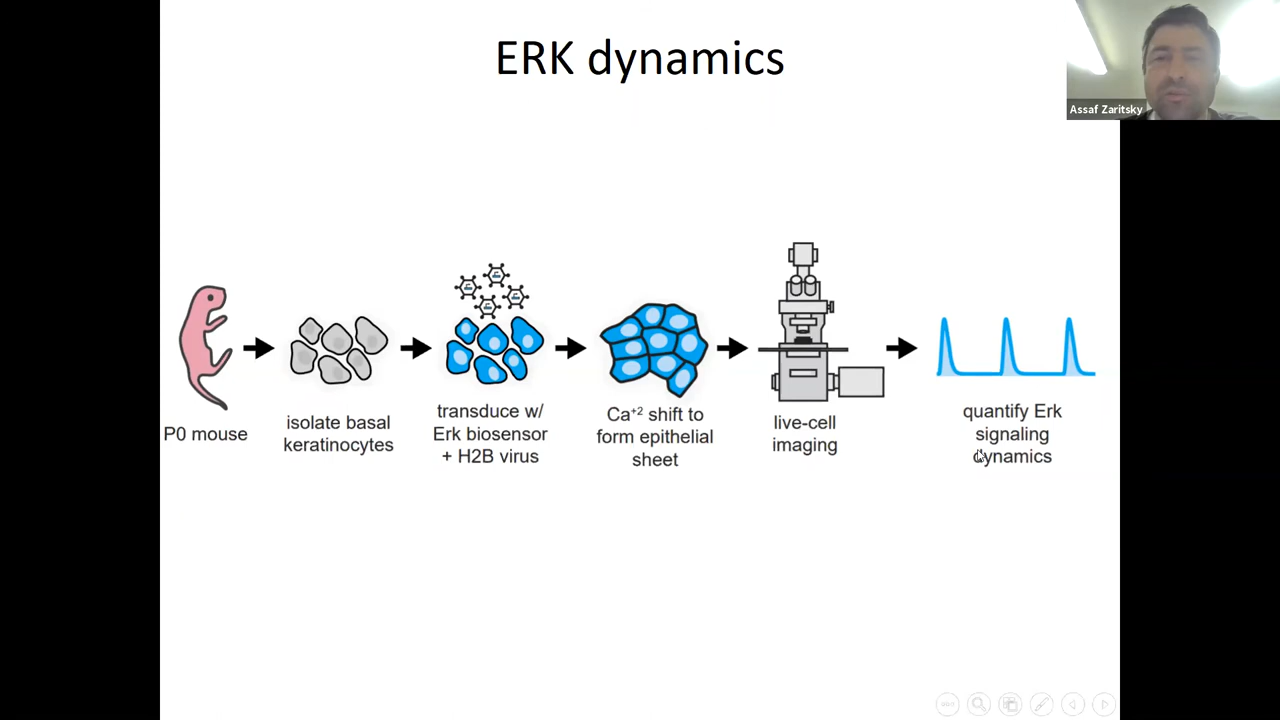 ERK dynamics
Assaf Zaritsky
P0 mouse
isolate basal
keratinocytes
transduce w/
Erk biosensor
+ H2B virus
Ca+2 shift to
form epithelial
sheet
live-cell
imaging
quantify Erk
signaling
dynamics